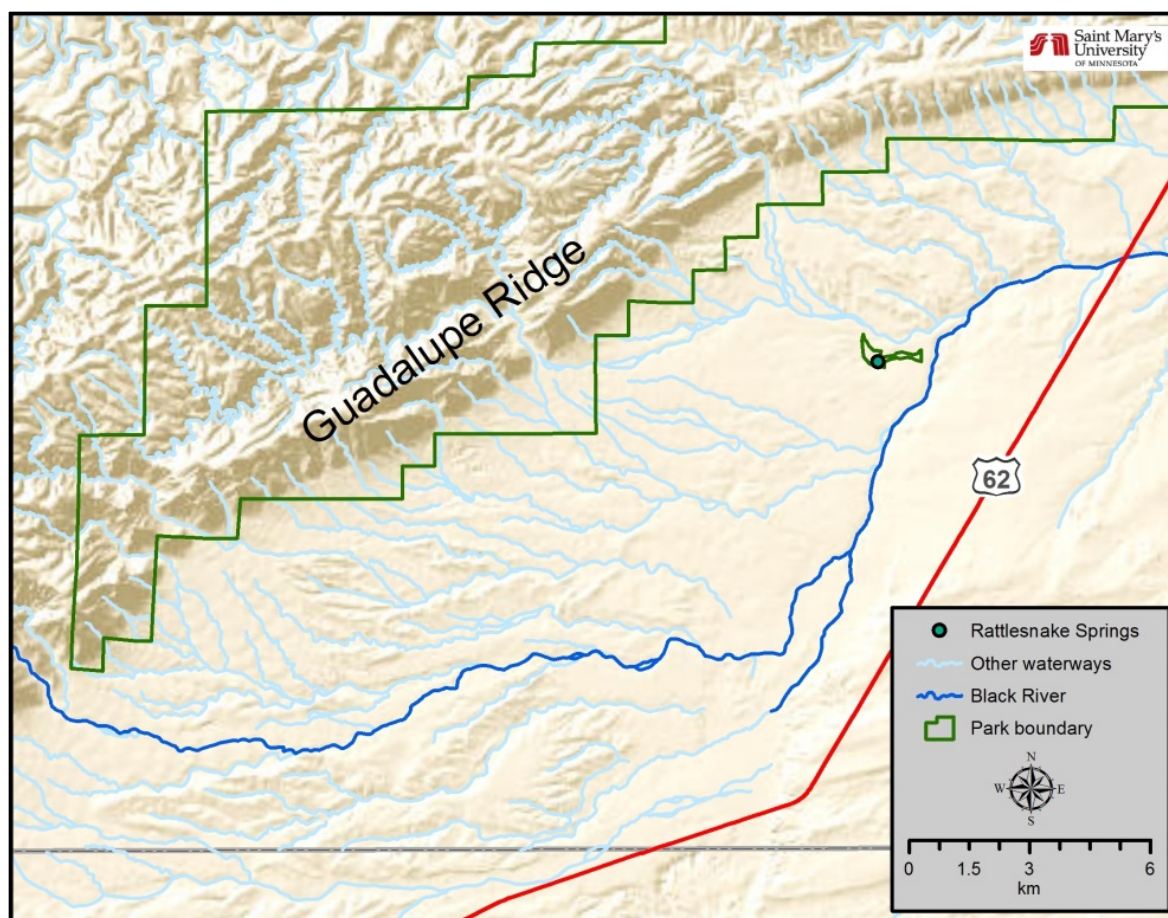 Saint Mary's
University
OF MINNESOTA
Guadalupe Ridge
62
Rattlesnake Springs
Other waterways
Black River
Park boundary
N
W E
S
0 1.5 3 6
km